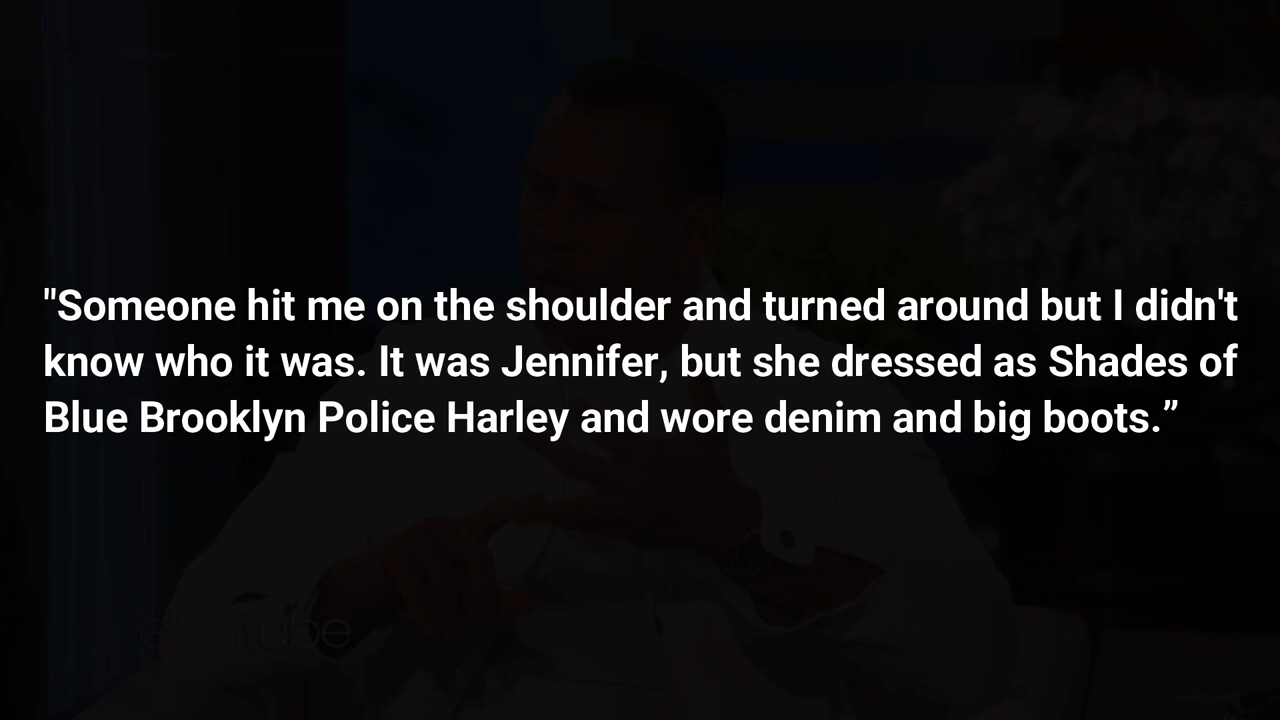 "Someone hit me on the shoulder and turned around but I didn't
know who it was. It was Jennifer, but she dressed as Shades of
Blue Brooklyn Police Harley and wore denim and big boots.”
ellentube